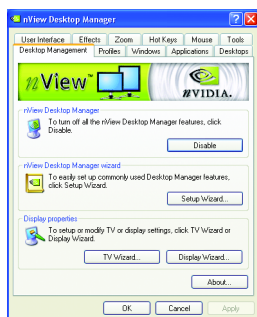 nView Desktop Manager
User Interface Effects Zoom Hot Keys Mouse Tools
Desktop Management Profiles Windows Applications Desktops
nView™
nVIDIA.
nView Desktop Manager
To turn off all the nView Desktop Manager features, click
Disable.
Disable
nView Desktop Manager wizard
To easily set up commonly used Desktop Manager features,
click Setup Wizard.
Setup Wizard...
Display properties
To setup or modify TV or display settings, click TV Wizard
or Display Wizard.
TV Wizard... Display Wizard...
About...
OK Cancel Apply